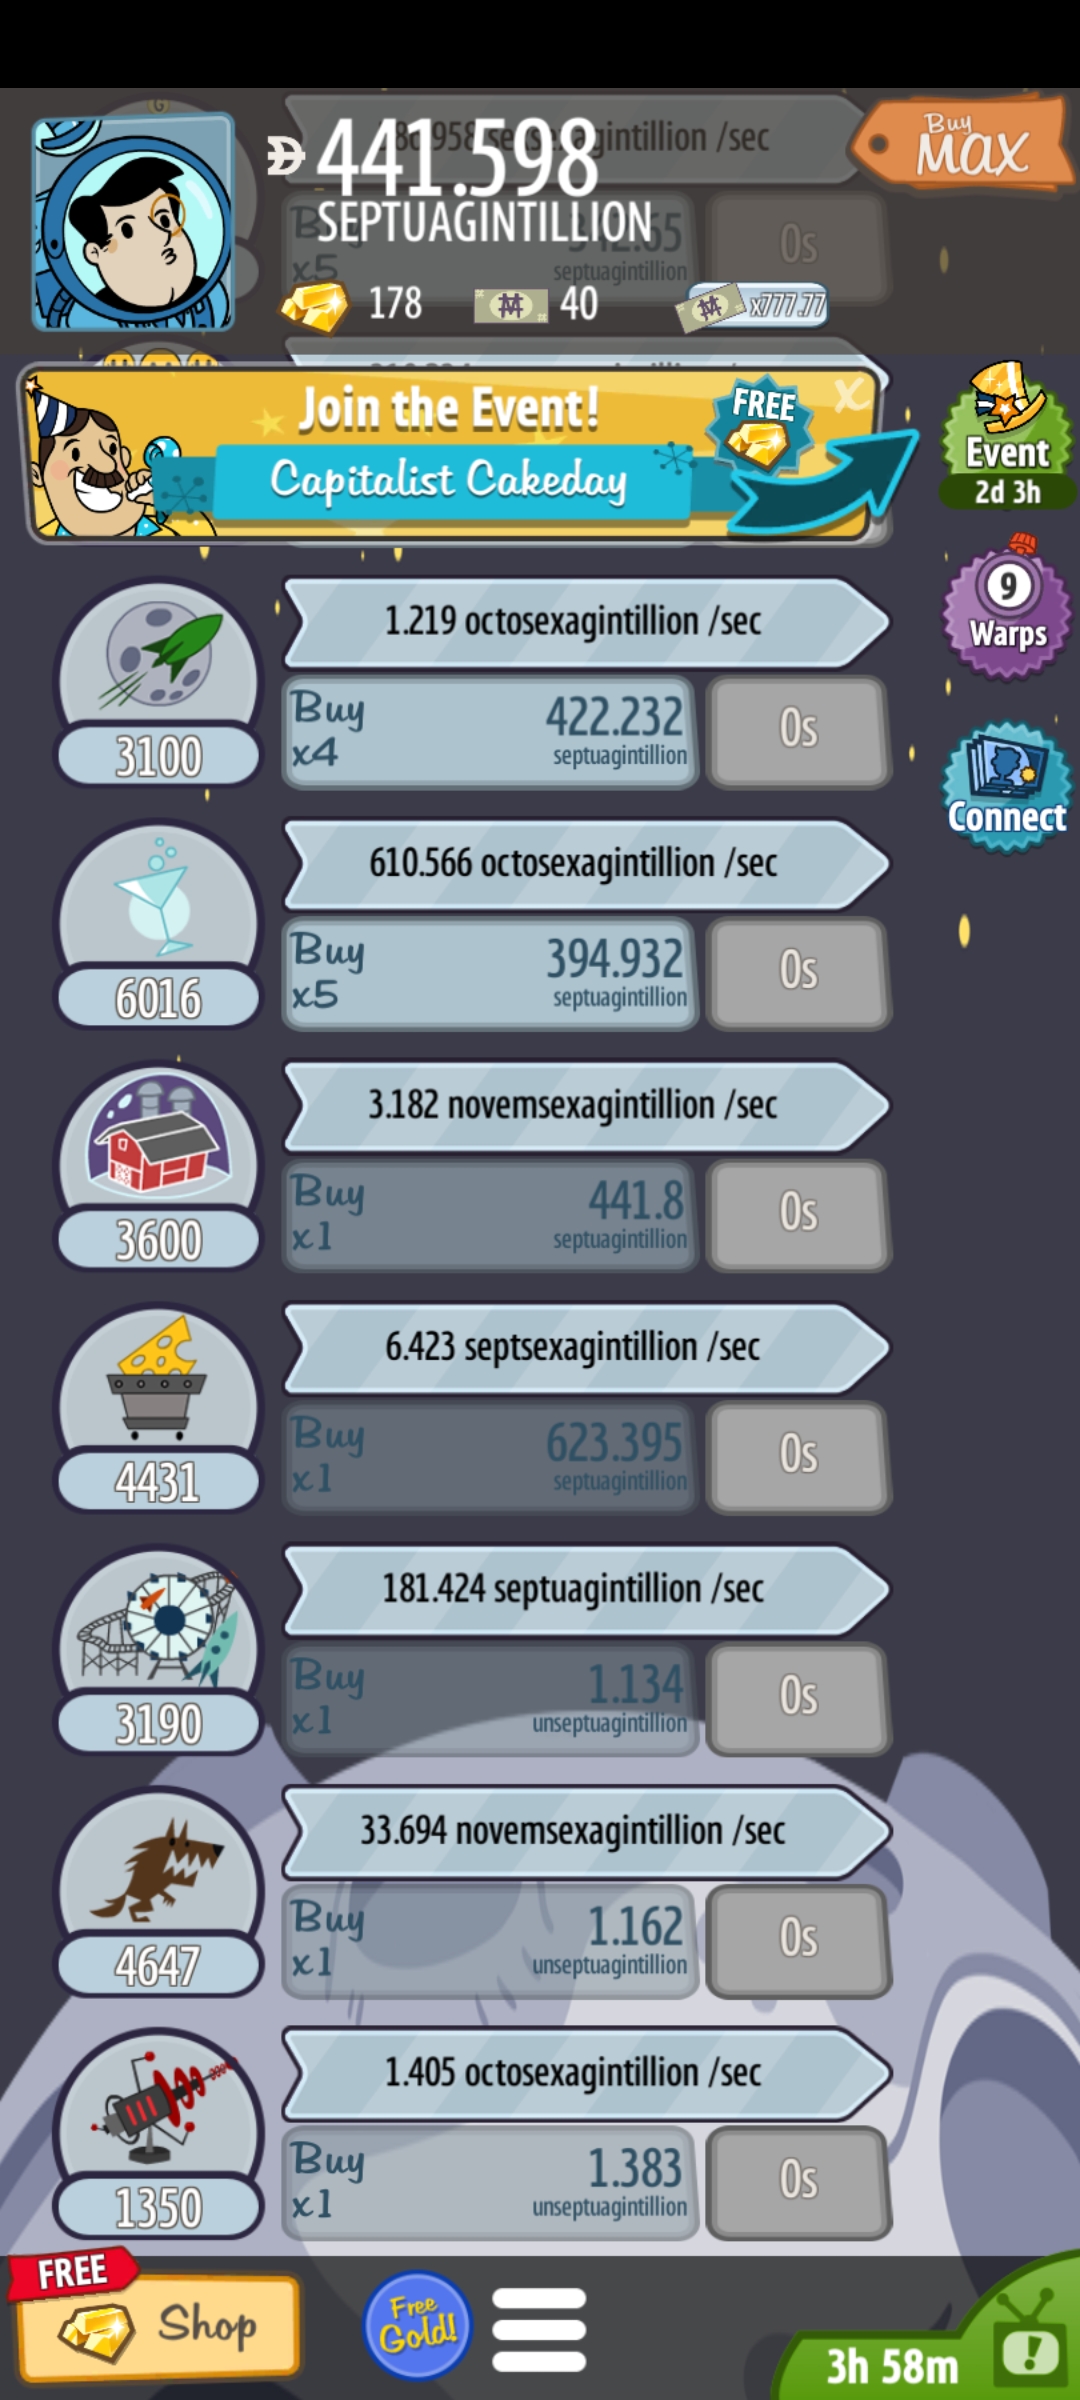 441.598
SEPTUAGINTILLION
/sec
Buy
MAX
Buy
x5
septuagintillion
0s
178
40
x777.77
Join the Event!
Capitalist Cakeday
FREE
X
Event
2d 3h
9
Warps
Connect
1.219 octosexagintillion /sec
3100
Buy
x4
422.232
septuagintillion
0s
610.566 octosexagintillion /sec
6016
Buy
x5
394.932
septuagintillion
0s
3.182 novemsexagintillion /sec
3600
Buy
x1
441.8
septuagintillion
0s
6.423 septsexagintillion /sec
4431
Buy
x1
623.395
septuagintillion
0s
181.424 septuagintillion /sec
3190
Buy
x1
1.134
unseptuagintillion
0s
33.694 novemsexagintillion /sec
4647
Buy
x1
1.162
unseptuagintillion
0s
1.405 octosexagintillion /sec
1350
Buy
x1
1.383
unseptuagintillion
0s
FREE
Shop
Free
Gold!
3h 58m
!